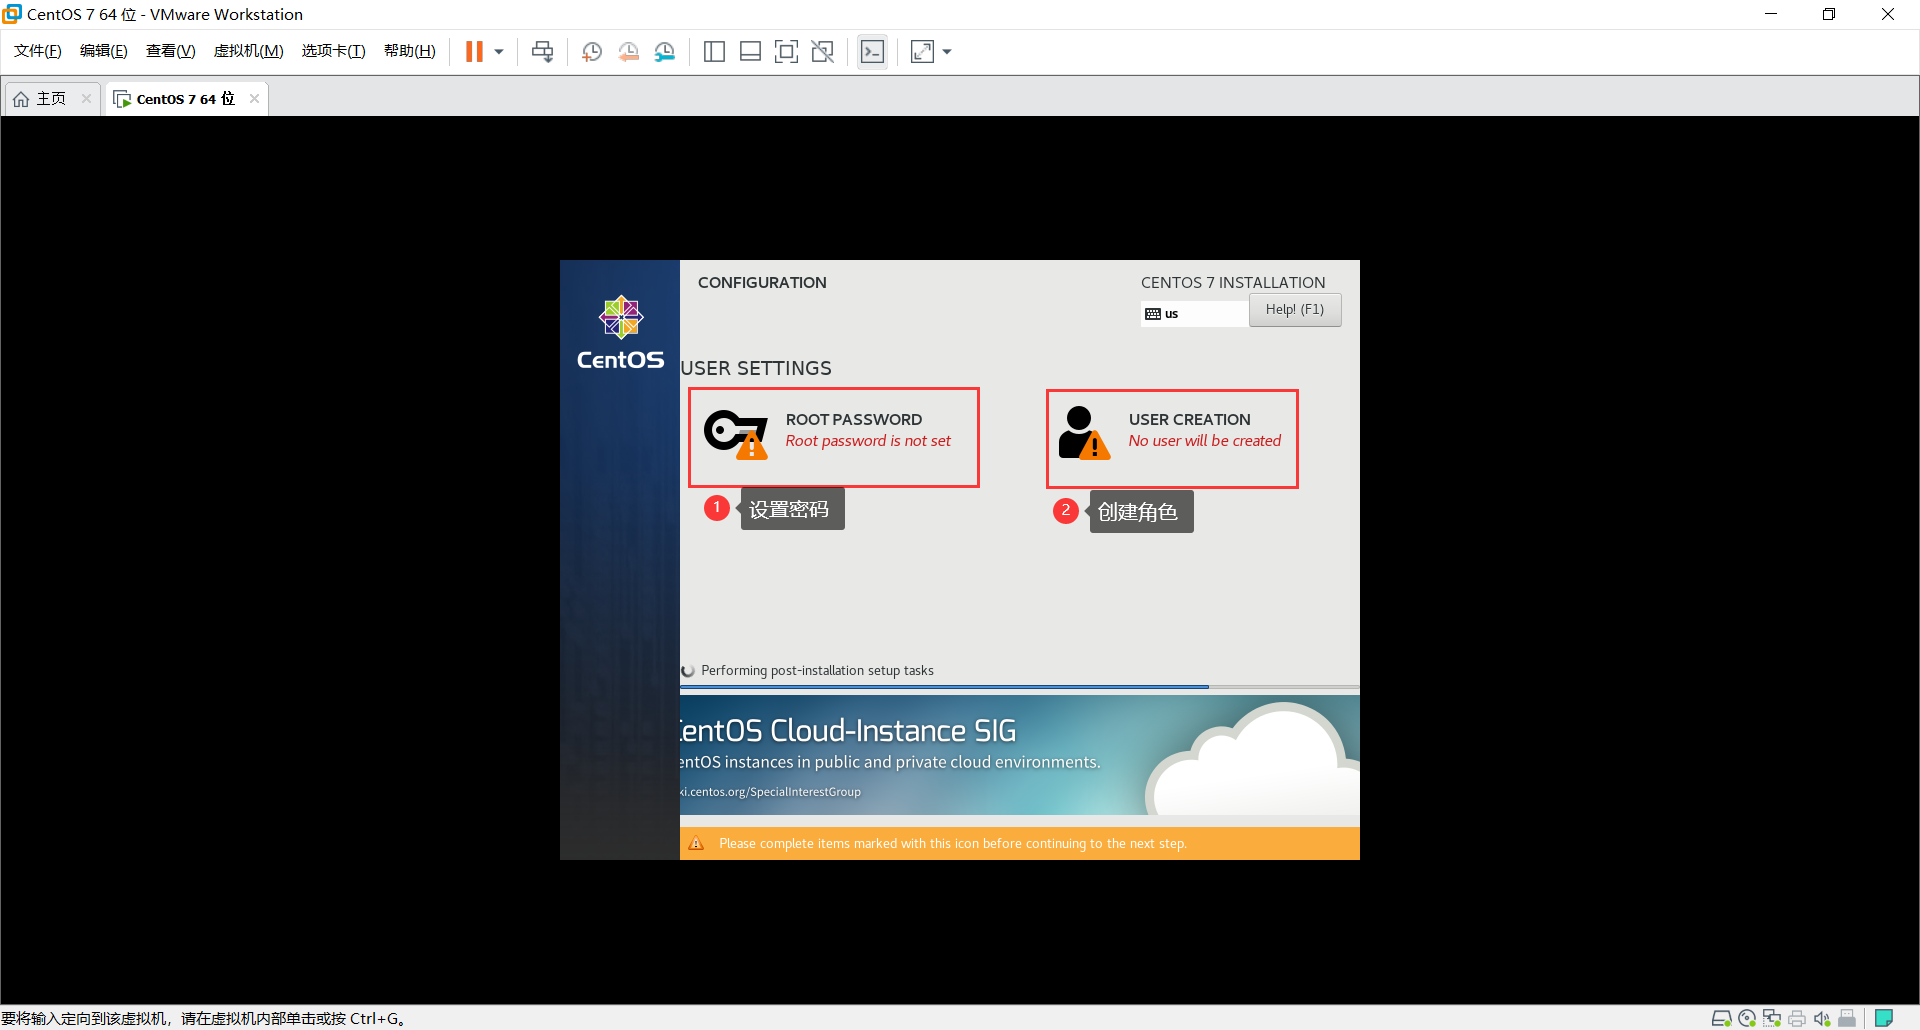 CentOS 7 64 位 - VMware Workstation
文件(F) 编辑(E) 查看(V) 虚拟机(M) 选项卡(T) 帮助(H)
主页 CentOS 7 64 位
CONFIGURATION
CENTOS 7 INSTALLATION
us
Help! (F1)
CentOS
USER SETTINGS
ROOT PASSWORD
Root password is not set
USER CREATION
No user will be created
1 设置密码
2 创建角色
Performing post-installation setup tasks
entOS Cloud-Instance SIG
entOS instances in public and private cloud environments.
ki.centos.org/SpecialInterestGroup
Please complete items marked with this icon before continuing to the next step.
要将输入定向到该虚拟机，请在虚拟机内部单击或按 Ctrl+G。